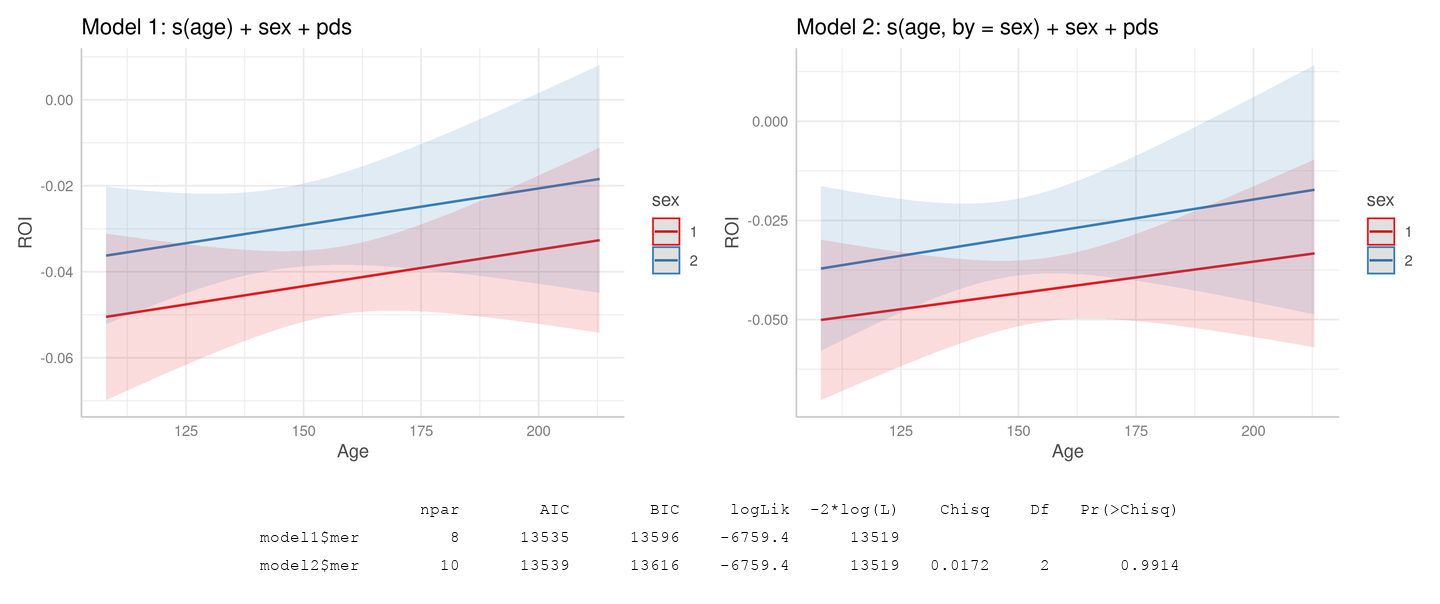 Model 1: s(age) + sex + pds
0.00
-0.02
-0.04
-0.06
ROI
125 150 175 200
Age
sex
1
2
Model 2: s(age, by = sex) + sex + pds
0.000
-0.025
-0.050
ROI
125 150 175 200
Age
sex
1
2
npar AIC BIC logLik -2*log(L) Chisq Df Pr(>Chisq)
model1$mer 8 13535 13596 -6759.4 13519
model2$mer 10 13539 13616 -6759.4 13519 0.0172 2 0.9914